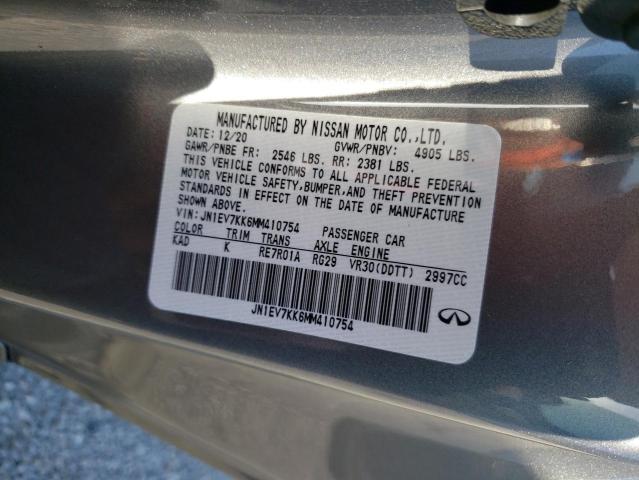 MANUFACTURED BY NISSAN MOTOR CO.,LTD.
DATE: 12/20 GVWR/PNBV: 4905 LBS.
GAWR/PNBE FR: 2546 LBS. RR: 2381 LBS.
THIS VEHICLE CONFORMS TO ALL APPLICABLE FEDERAL
MOTOR VEHICLE SAFETY,BUMPER,AND THEFT PREVENTION
STANDARDS IN EFFECT ON THE DATE OF MANUFACTURE
SHOWN ABOVE.
VIN: JN1EV7KK6MM410754 PASSENGER CAR
COLOR TRIM TRANS AXLE ENGINE
KAD K RE7R01A RG29 VR30(DDTT) 2997CC
JN1EV7KK6MM410754